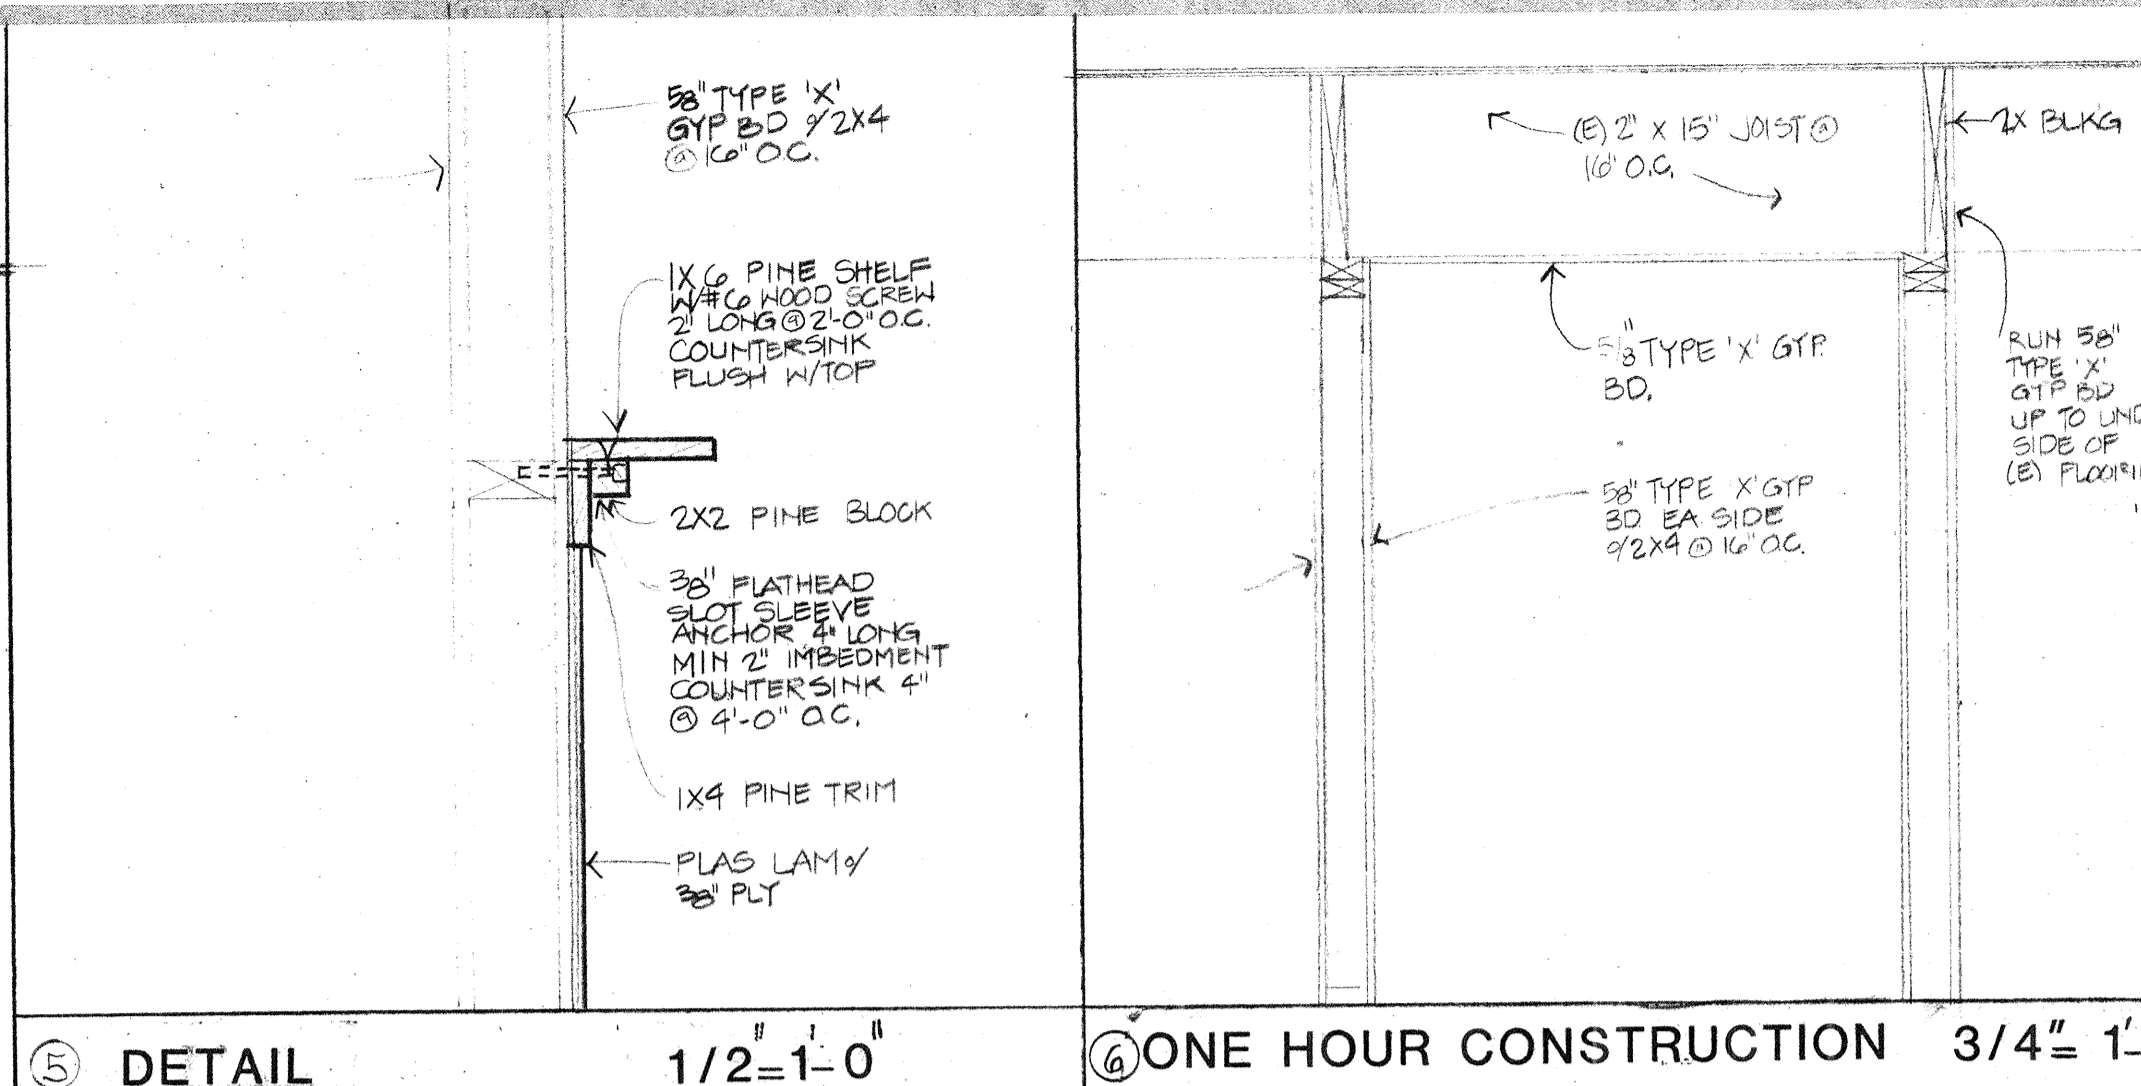 5/8" TYPE 'X'
GYP BD o/2X4
@ 16" O.C.
1X6 PINE SHELF
W/#6 WOOD SCREW
2" LONG @ 2'-0" O.C.
COUNTERSINK
FLUSH W/TOP
2X2 PINE BLOCK
3/8" FLATHEAD
SLOT SLEEVE
ANCHOR 4" LONG
MIN 2" IMBEDMENT
COUNTERSINK 4"
@ 4'-0" O.C.
1X4 PINE TRIM
PLAS LAM o/
3/8" PLY
5 DETAIL 1/2"=1'-0"
(E) 2" X 15" JOIST @
16" O.C.
2X BLKG
5/8" TYPE 'X' GYP.
BD.
RUN 5/8"
TYPE 'X'
GYP BD
UP TO UND
SIDE OF
(E) FLOORI
5/8" TYPE 'X' GYP
BD. EA. SIDE
o/2X4 @ 16" O.C.
6 ONE HOUR CONSTRUCTION 3/4"= 1'-